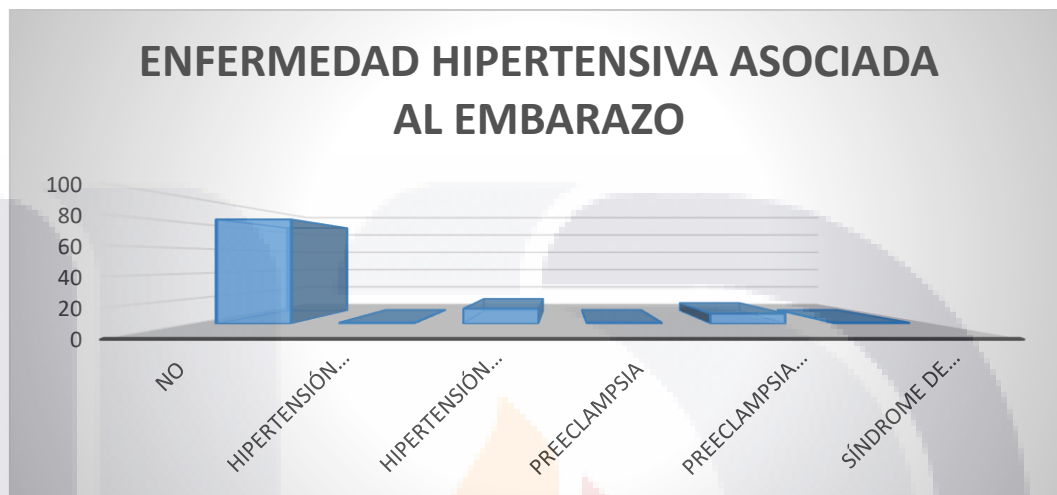 ENFERMEDAD HIPERTENSIVA ASOCIADA
AL EMBARAZO
100
80
60
40
20
0
NO
HIPERTENSIÓN...
HIPERTENSIÓN...
PREECLAMPSIA
PREECLAMPSIA...
SÍNDROME DE...